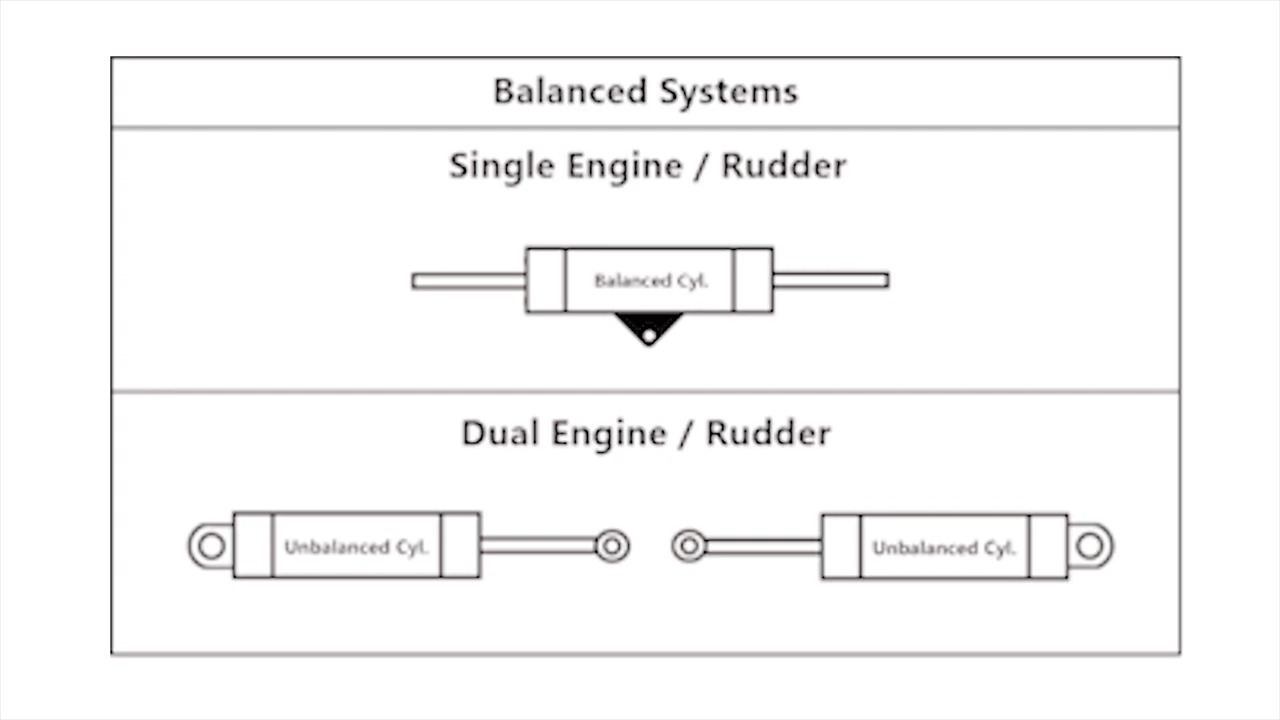 Balanced Systems
Single Engine / Rudder
Balanced Cyl.
Dual Engine / Rudder
Unbalanced Cyl.
Unbalanced Cyl.